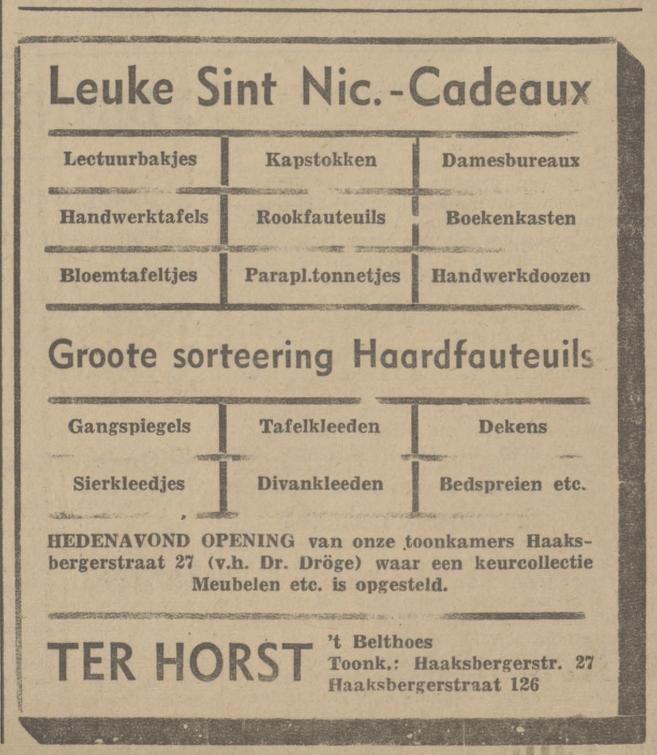 Leuke Sint Nic.-Cadeaux
Lectuurbakjes Kapstokken Damesbureaux
Handwerktafels Rookfauteuils Boekenkasten
Bloemtafeltjes Parapl.tonnetjes Handwerkdoozen
Groote sorteering Haardfauteuils
Gangspiegels Tafelkleeden Dekens
Sierkleedjes Divankleeden Bedspreien etc.
HEDENAVOND OPENING van onze toonkamers Haaks-
bergerstraat 27 (v.h. Dr. Dröge) waar een keurcollectie
Meubelen etc. is opgesteld.
TER HORST
't Belthoes
Toonk.: Haaksbergerstr. 27
Haaksbergerstraat 126